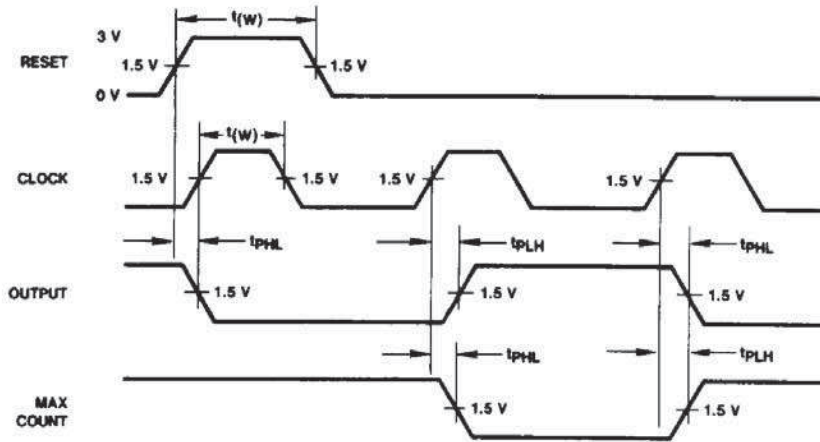 t(W)
3 V
RESET
1.5 V
1.5 V
0 V
t(W)
CLOCK
1.5 V
1.5 V
1.5 V
1.5 V
tPHL
tPLH
tPHL
OUTPUT
1.5 V
1.5 V
1.5 V
tPHL
tPLH
MAX
COUNT
1.5 V
1.5 V